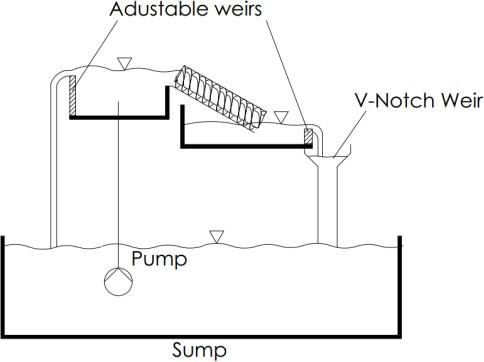 Adustable weirs
V-Notch Weir
Pump
Sump